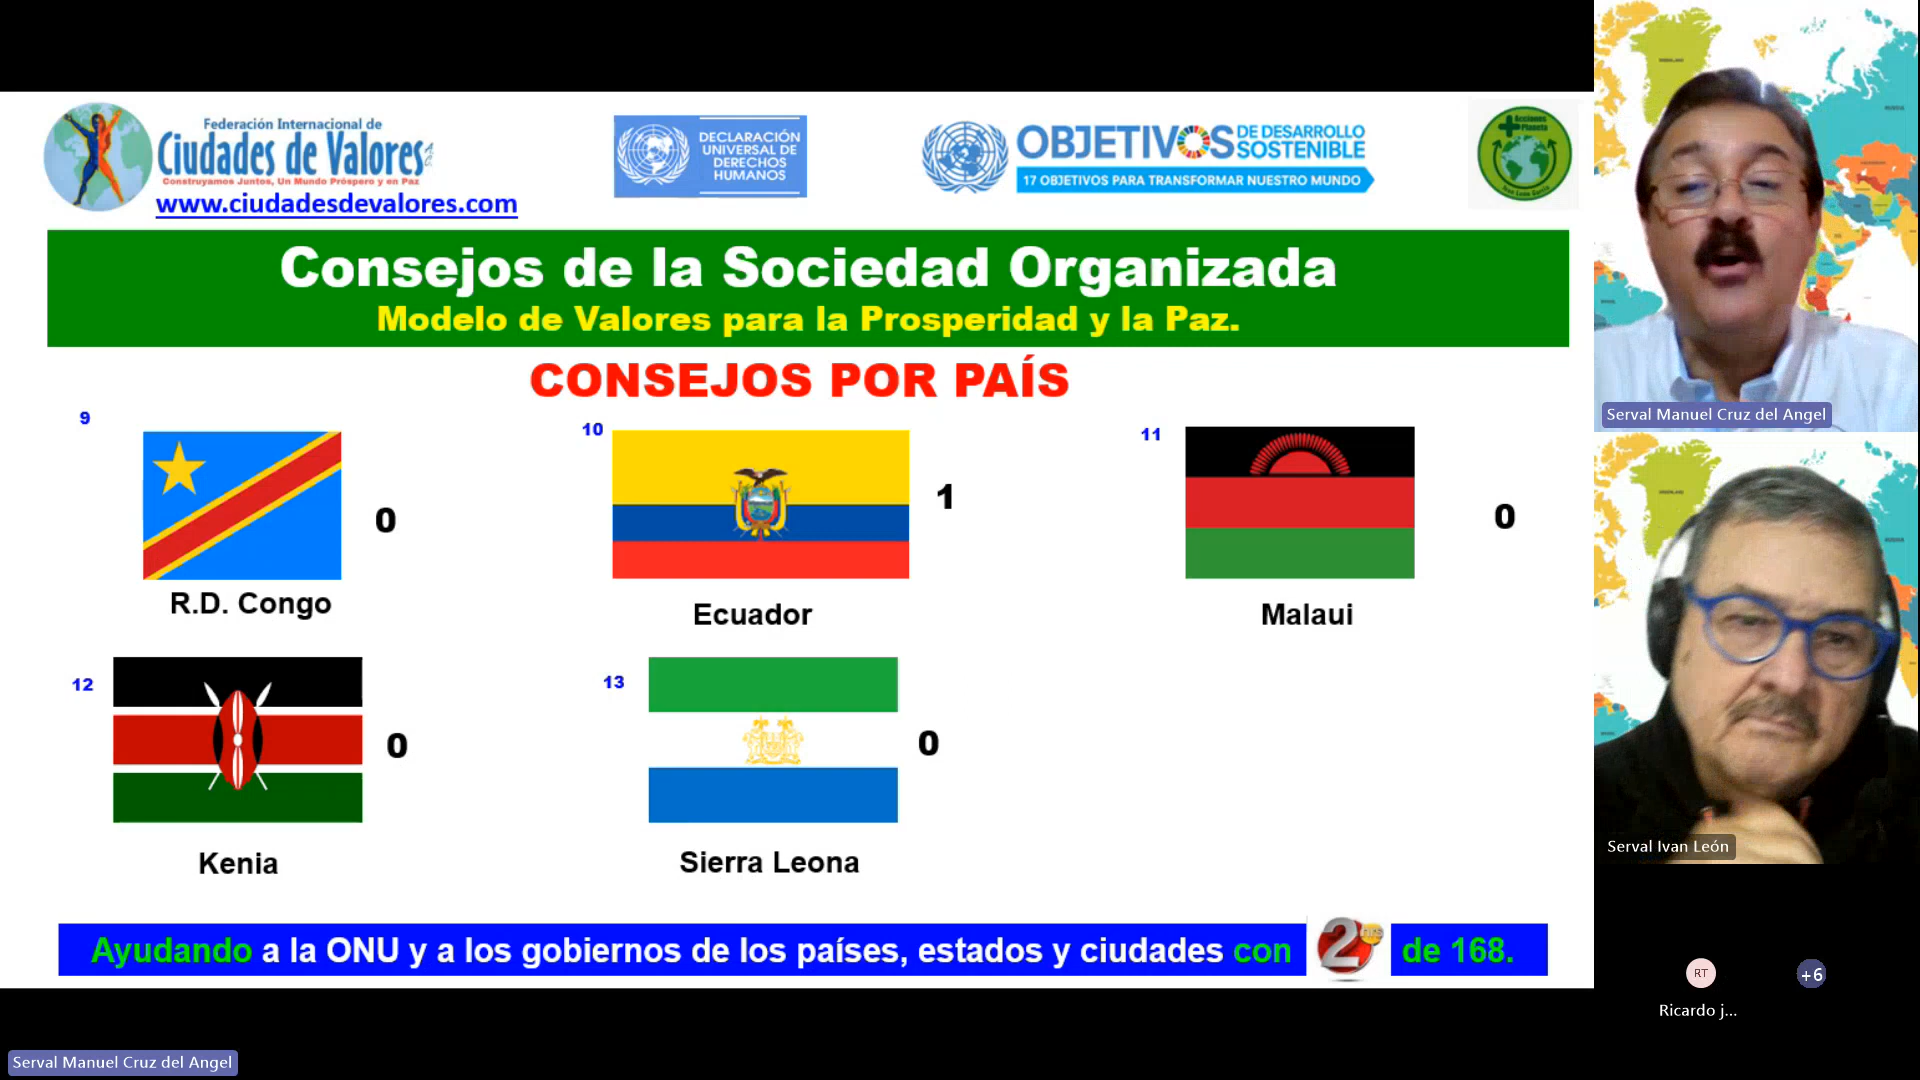 Federación Internacional de
Ciudades de Valores
Construyamos Juntos, Un Mundo Próspero y en Paz
www.ciudadesdevalores.com
DECLARACIÓN
UNIVERSAL DE
DERECHOS
HUMANOS
OBJETIVOS DE DESARROLLO
SOSTENIBLE
17 OBJETIVOS PARA TRANSFORMAR NUESTRO MUNDO
Acciones
Planeta
Consejos de la Sociedad Organizada
Modelo de Valores para la Prosperidad y la Paz.
CONSEJOS POR PAÍS
9
0
R.D. Congo
10
1
Ecuador
11
0
Malaui
12
0
Kenia
13
0
Sierra Leona
Ayudando a la ONU y a los gobiernos de los países, estados y ciudades con 2 de 168.
Serval Manuel Cruz del Angel
Serval Ivan León
RT
+6
Ricardo j...
Serval Manuel Cruz del Angel